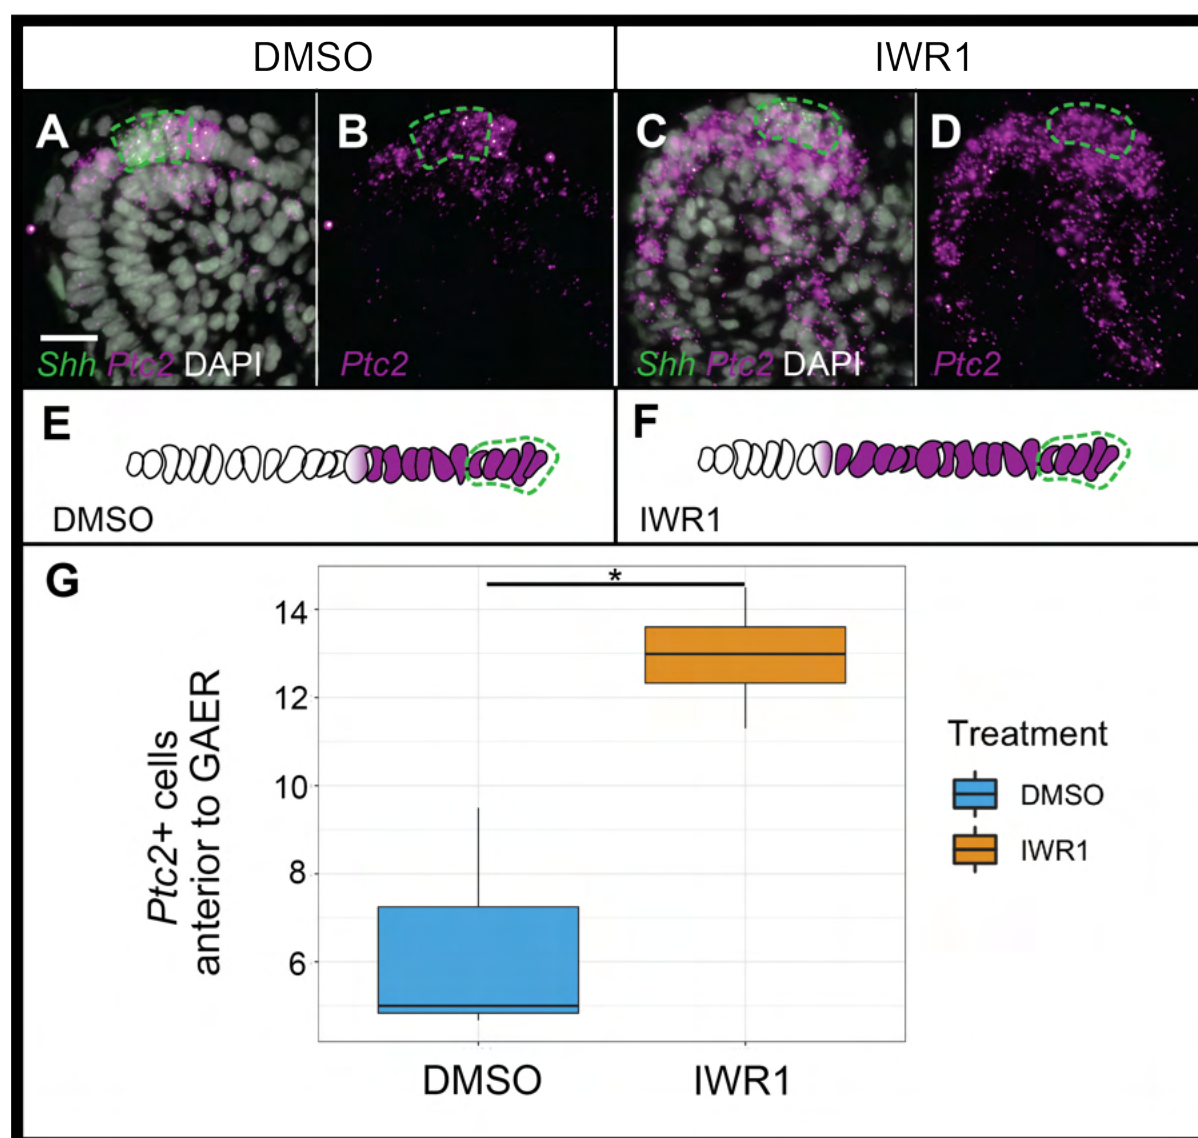 DMSO
IWR1
A
B
C
D
Shh Ptc2 DAPI
Ptc2
Shh Ptc2 DAPI
Ptc2
E
DMSO
F
IWR1
G
*
14
12
10
8
6
Ptc2+ cells
anterior to GAER
DMSO
IWR1
Treatment
DMSO
IWR1